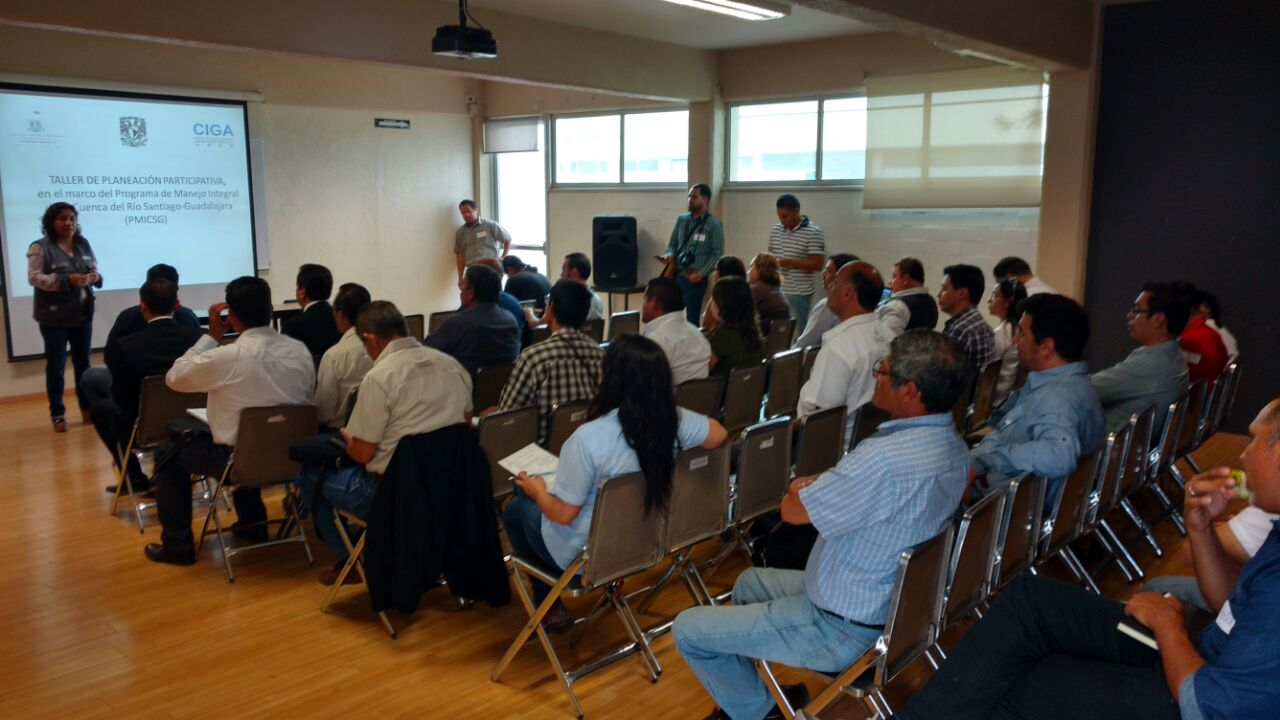 CIGA
TALLER DE PLANEACIÓN PARTICIPATIVA,
en el marco del Programa de Manejo Integral
Cuenca del Río Santiago-Guadalajara
(PMICSG)